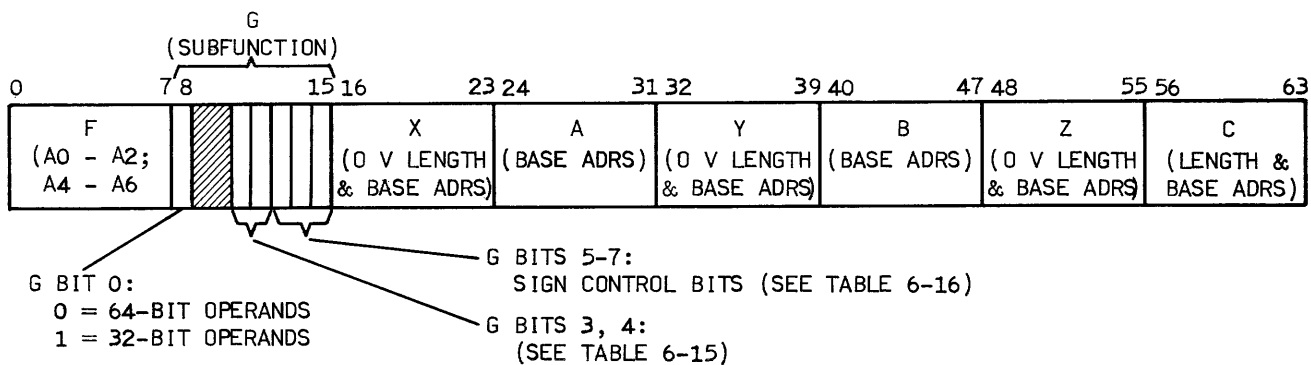 G
(SUBFUNCTION)
0 7 8 15 16 23 24 31 32 39 40 47 48 55 56 63
F
(A0 - A2;
A4 - A6
X
(O V LENGTH
& BASE ADRS)
A
(BASE ADRS)
Y
(O V LENGTH
& BASE ADRS)
B
(BASE ADRS)
Z
(O V LENGTH
& BASE ADRS)
C
(LENGTH &
BASE ADRS)
G BIT 0:
0 = 64-BIT OPERANDS
1 = 32-BIT OPERANDS
G BITS 5-7:
SIGN CONTROL BITS (SEE TABLE 6-16)
G BITS 3, 4:
(SEE TABLE 6-15)